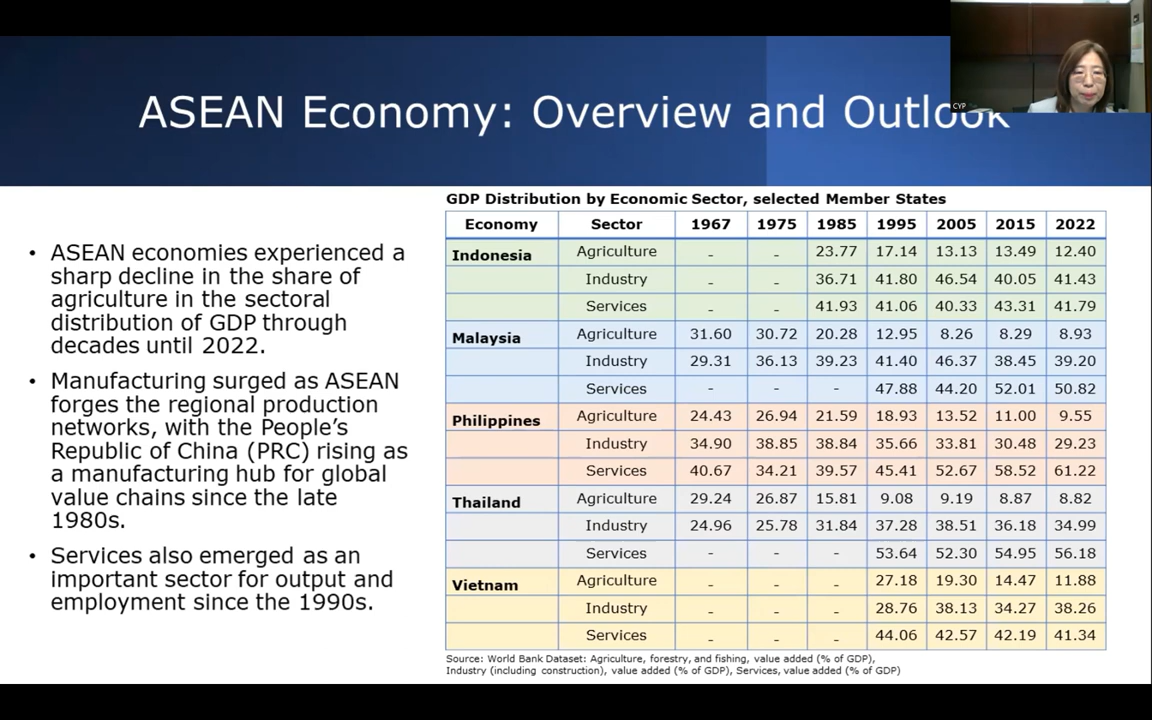 CYP
ASEAN Economy: Overview and Outlook
• ASEAN economies experienced a
sharp decline in the share of
agriculture in the sectoral
distribution of GDP through
decades until 2022.
• Manufacturing surged as ASEAN
forges the regional production
networks, with the People’s
Republic of China (PRC) rising as
a manufacturing hub for global
value chains since the late
1980s.
• Services also emerged as an
important sector for output and
employment since the 1990s.
GDP Distribution by Economic Sector, selected Member States
Economy Sector 1967 1975 1985 1995 2005 2015 2022
Indonesia Agriculture - - 23.77 17.14 13.13 13.49 12.40
Industry - - 36.71 41.80 46.54 40.05 41.43
Services - - 41.93 41.06 40.33 43.31 41.79
Malaysia Agriculture 31.60 30.72 20.28 12.95 8.26 8.29 8.93
Industry 29.31 36.13 39.23 41.40 46.37 38.45 39.20
Services - - - 47.88 44.20 52.01 50.82
Philippines Agriculture 24.43 26.94 21.59 18.93 13.52 11.00 9.55
Industry 34.90 38.85 38.84 35.66 33.81 30.48 29.23
Services 40.67 34.21 39.57 45.41 52.67 58.52 61.22
Thailand Agriculture 29.24 26.87 15.81 9.08 9.19 8.87 8.82
Industry 24.96 25.78 31.84 37.28 38.51 36.18 34.99
Services - - - 53.64 52.30 54.95 56.18
Vietnam Agriculture - - - 27.18 19.30 14.47 11.88
Industry - - - 28.76 38.13 34.27 38.26
Services - - - 44.06 42.57 42.19 41.34
Source: World Bank Dataset: Agriculture, forestry, and fishing, value added (% of GDP),
Industry (including construction), value added (% of GDP), Services, value added (% of GDP)